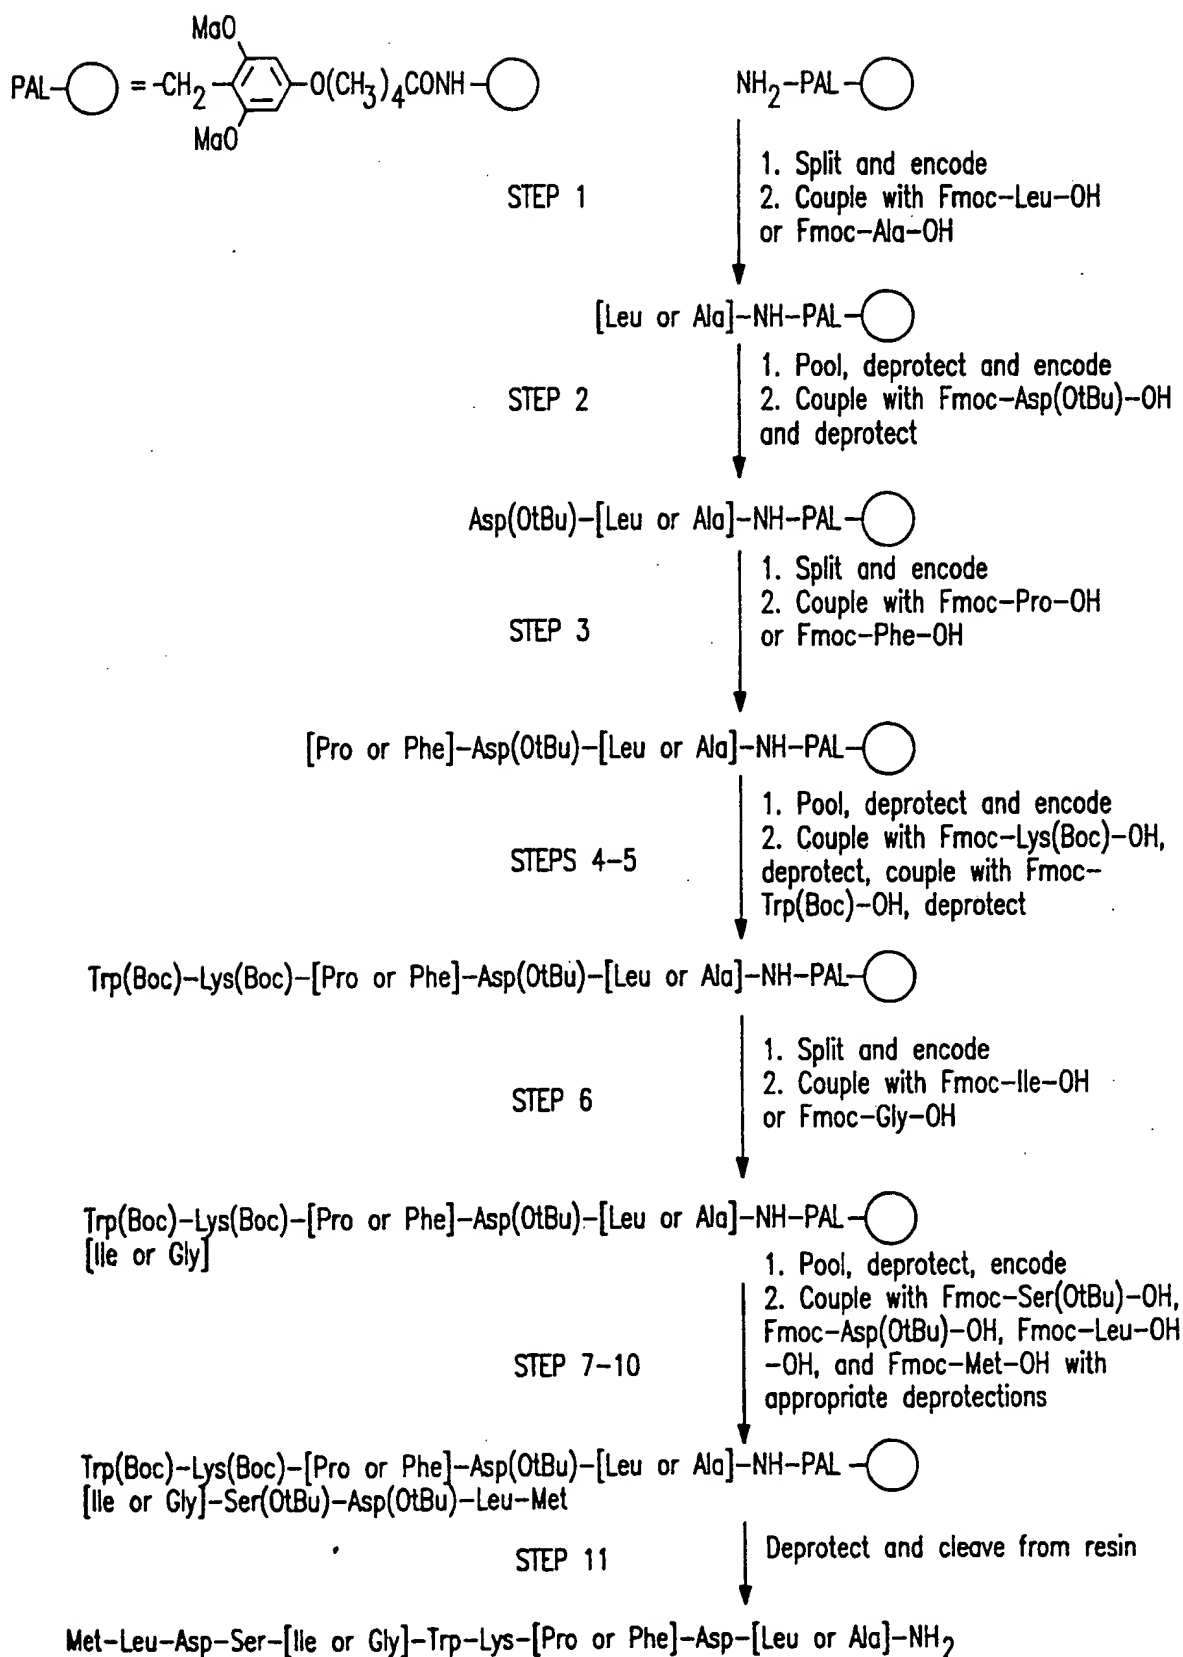 MaO
PAL- =-CH2- -O(CH3)4CONH-
MaO
NH2-PAL-
STEP 1
1. Split and encode
2. Couple with Fmoc-Leu-OH
or Fmoc-Ala-OH
[Leu or Ala]-NH-PAL-
STEP 2
1. Pool, deprotect and encode
2. Couple with Fmoc-Asp(OtBu)-OH
and deprotect
Asp(OtBu)-[Leu or Ala]-NH-PAL-
STEP 3
1. Split and encode
2. Couple with Fmoc-Pro-OH
or Fmoc-Phe-OH
[Pro or Phe]-Asp(OtBu)-[Leu or Ala]-NH-PAL-
STEPS 4-5
1. Pool, deprotect and encode
2. Couple with Fmoc-Lys(Boc)-OH,
deprotect, couple with Fmoc-
Trp(Boc)-OH, deprotect
Trp(Boc)-Lys(Boc)-[Pro or Phe]-Asp(OtBu)-[Leu or Ala]-NH-PAL-
STEP 6
1. Split and encode
2. Couple with Fmoc-Ile-OH
or Fmoc-Gly-OH
Trp(Boc)-Lys(Boc)-[Pro or Phe]-Asp(OtBu)-[Leu or Ala]-NH-PAL-
[Ile or Gly]
STEP 7-10
1. Pool, deprotect, encode
2. Couple with Fmoc-Ser(OtBu)-OH,
Fmoc-Asp(OtBu)-OH, Fmoc-Leu-OH
-OH, and Fmoc-Met-OH with
appropriate deprotections
Trp(Boc)-Lys(Boc)-[Pro or Phe]-Asp(OtBu)-[Leu or Ala]-NH-PAL-
[Ile or Gly]-Ser(OtBu)-Asp(OtBu)-Leu-Met
STEP 11
Deprotect and cleave from resin
Met-Leu-Asp-Ser-[Ile or Gly]-Trp-Lys-[Pro or Phe]-Asp-[Leu or Ala]-NH2